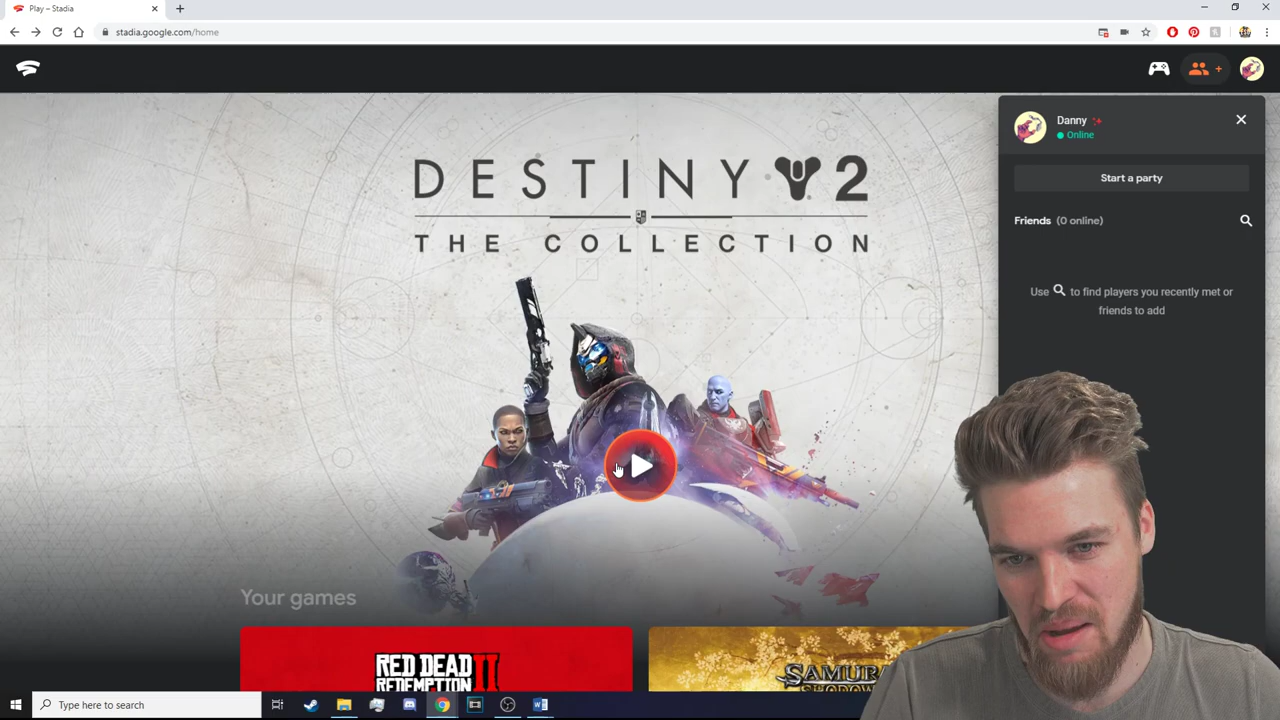 Play – Stadia
stadia.google.com/home
DESTINY 2
THE COLLECTION
Danny
Online
Start a party
Friends (0 online)
Use to find players you recently met or
friends to add
Your games
RED DEAD
REDEMPTION II
SAMURAI
SHODOWN
Type here to search